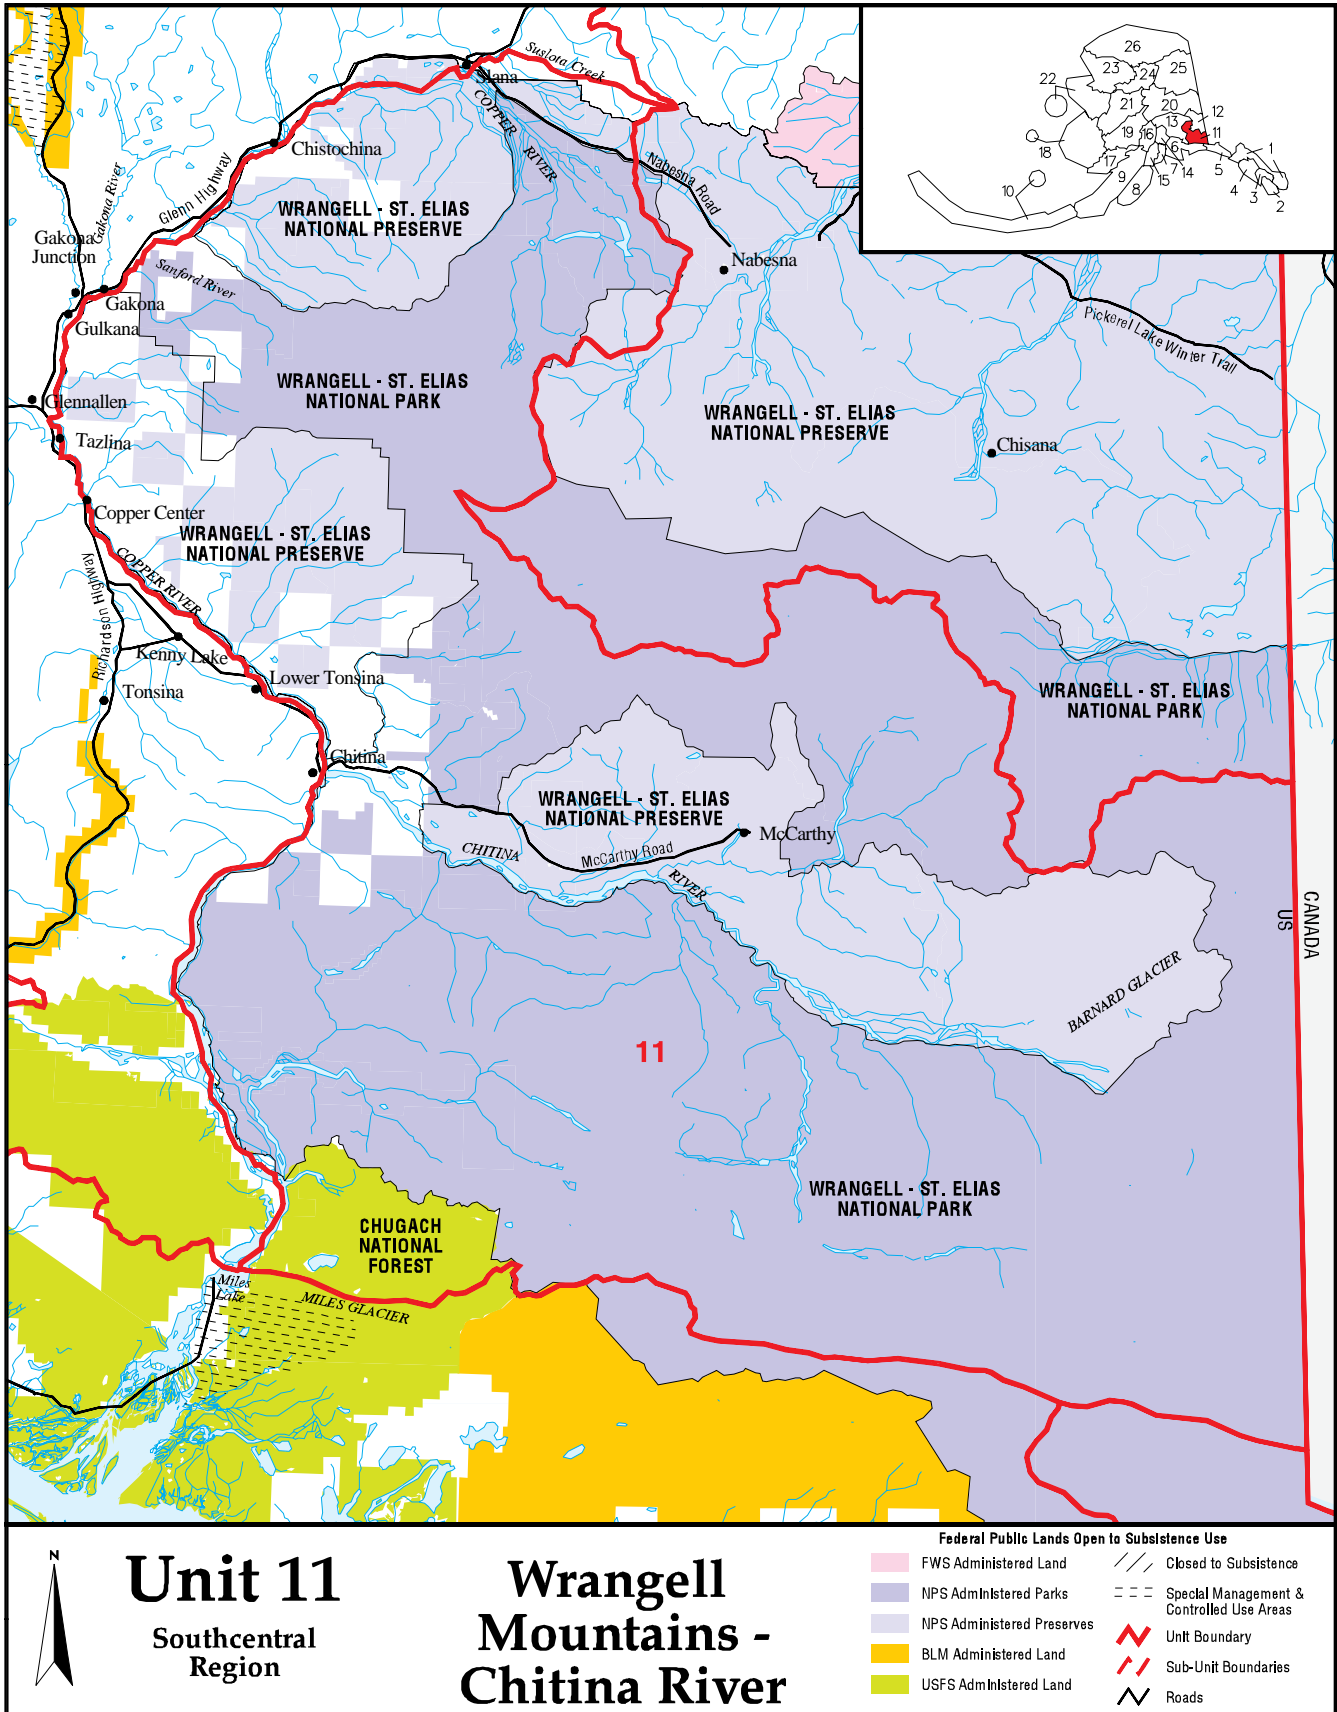 26
23
24
25
22
21
20
12
13
19
16
11
18
6
1
17
7
14
5
9
15
4
10
8
3
2
Suslota Creek
Slana
COPPER
RIVER
Chistochina
Nabesna Road
Gakona River
Glenn Highway
WRANGELL - ST. ELIAS
NATIONAL PRESERVE
Gakona
Junction
Nabesna
Sanford River
Gakona
Gulkana
Pickerel Lake Winter Trail
WRANGELL - ST. ELIAS
NATIONAL PARK
Glennallen
WRANGELL - ST. ELIAS
NATIONAL PRESERVE
Tazlina
Chisana
Copper Center
WRANGELL - ST. ELIAS
NATIONAL PRESERVE
COPPER RIVER
Richardson Highway
Kenny Lake
Lower Tonsina
Tonsina
WRANGELL - ST. ELIAS
NATIONAL PARK
Chitina
WRANGELL - ST. ELIAS
NATIONAL PRESERVE
McCarthy
CHITINA
McCarthy Road
RIVER
CANADA
US
BARNARD GLACIER
11
WRANGELL - ST. ELIAS
NATIONAL PARK
CHUGACH
NATIONAL
FOREST
Miles
Lake
MILES GLACIER
N
Unit 11
Southcentral
Region
Wrangell
Mountains -
Chitina River
Federal Public Lands Open to Subsistence Use
FWS Administered Land
NPS Administered Parks
NPS Administered Preserves
BLM Administered Land
USFS Administered Land
Closed to Subsistence
Special Management &
Controlled Use Areas
Unit Boundary
Sub-Unit Boundaries
Roads